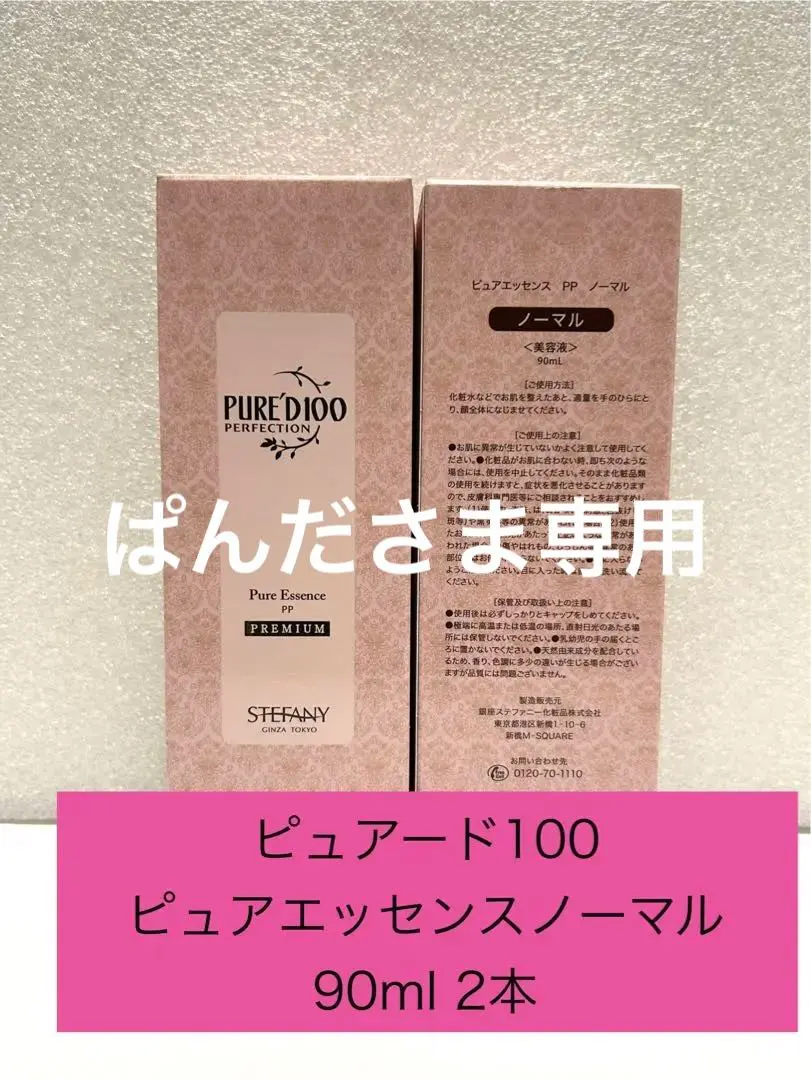 PURE'D100
PERFECTION
Pure Essence
PP
PREMIUM
STEFANY
GINZA TOKYO
ピュアエッセンス PP ノーマル
ノーマル
＜美容液＞
90mL
[ご使用方法]
化粧水などでお肌を整えたあと、適量を手のひらにと
り、顔全体になじませてください。
[ご使用上の注意]
●お肌に異常が生じていないかよく注意して使用してく
ださい。●化粧品がお肌に合わない時、即ち次のような
場合には、使用を中止してください。そのまま化粧品類
の使用を続けますと、症状を悪化させることがあります
ので、皮膚科専門医等にご相談されることをおすすめし
ください。
[保管及び取扱い上の注意]
●使用後は必ずしっかりとキャップをしめてください。
●極端に高温または低温の場所、直射日光のあたる場
所には保管しないでください。●乳幼児の手の届くとこ
ろに置かないでください。●天然由来成分を配合してい
るため、香り、色調に多少の違いが生じる場合がござい
ますが品質には問題ございません。
製造販売元
銀座ステファニー化粧品株式会社
東京都港区新橋1-10-6
新橋M-SQUARE
お問い合わせ先
0120-70-1110
ぱんださま専用
ピュアード100
ピュアエッセンスノーマル
90ml 2本